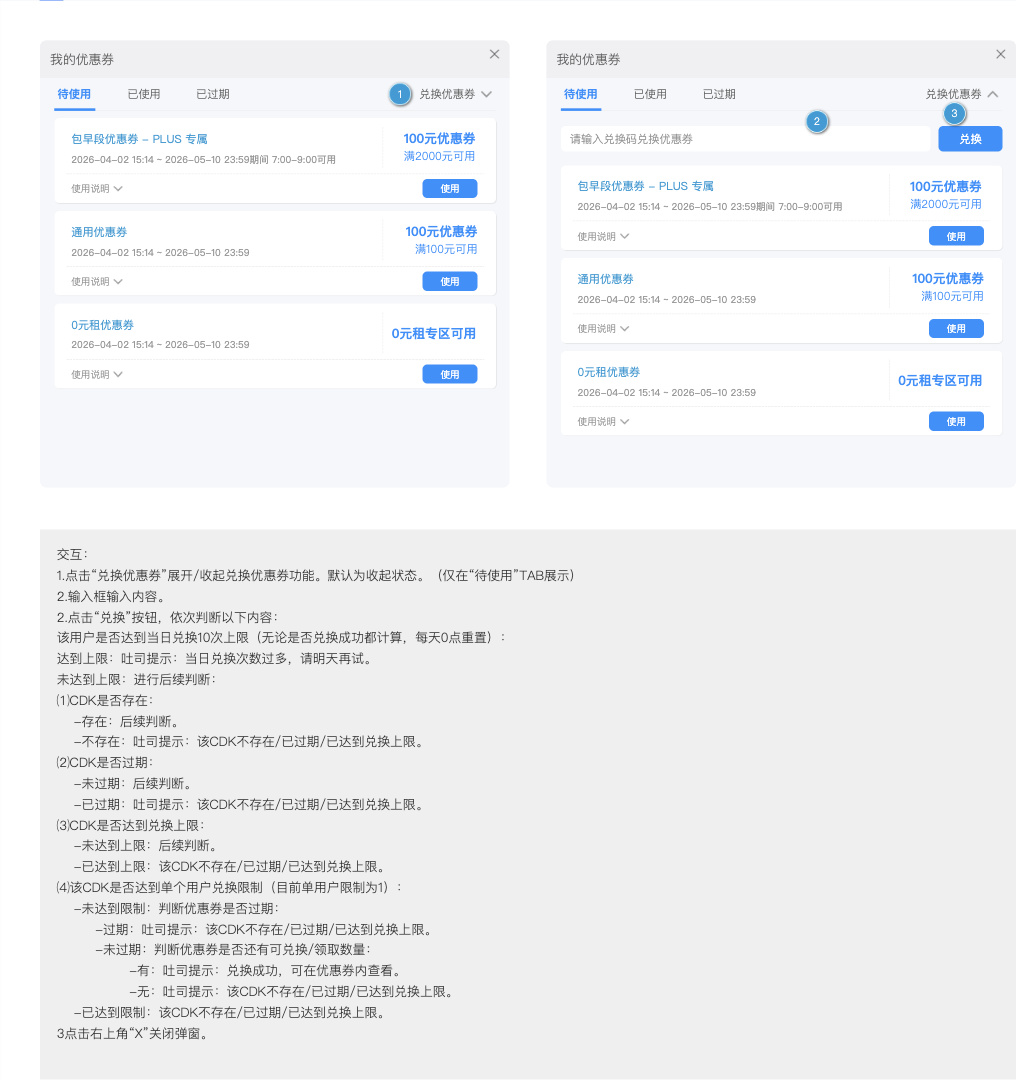 我的优惠券
待使用 已使用 已过期 1 兑换优惠券
包早段优惠券 – PLUS 专属
100元优惠券
2026–04–02 15:14 ~ 2026–05–10 23:59期间 7:00–9:00可用
满2000元可用
使用说明 使用
通用优惠券
100元优惠券
2026–04–02 15:14 ~ 2026–05–10 23:59
满100元可用
使用说明 使用
0元租优惠券
0元租专区可用
2026–04–02 15:14 ~ 2026–05–10 23:59
使用说明 使用
我的优惠券
待使用 已使用 已过期 兑换优惠券
2 3
请输入兑换码兑换优惠券 兑换
包早段优惠券 – PLUS 专属
100元优惠券
2026–04–02 15:14 ~ 2026–05–10 23:59期间 7:00–9:00可用
满2000元可用
使用说明 使用
通用优惠券
100元优惠券
2026–04–02 15:14 ~ 2026–05–10 23:59
满100元可用
使用说明 使用
0元租优惠券
0元租专区可用
2026–04–02 15:14 ~ 2026–05–10 23:59
使用说明 使用
交互：
1.点击“兑换优惠券”展开/收起兑换优惠券功能。默认为收起状态。（仅在“待使用”TAB展示）
2.输入框输入内容。
2.点击“兑换”按钮，依次判断以下内容：
该用户是否达到当日兑换10次上限（无论是否兑换成功都计算，每天0点重置）：
达到上限：吐司提示：当日兑换次数过多，请明天再试。
未达到上限：进行后续判断：
(1)CDK是否存在：
–存在：后续判断。
–不存在：吐司提示：该CDK不存在/已过期/已达到兑换上限。
(2)CDK是否过期：
–未过期：后续判断。
–已过期：吐司提示：该CDK不存在/已过期/已达到兑换上限。
(3)CDK是否达到兑换上限：
–未达到上限：后续判断。
–已达到上限：该CDK不存在/已过期/已达到兑换上限。
(4)该CDK是否达到单个用户兑换限制（目前单用户限制为1）：
–未达到限制：判断优惠券是否过期：
–过期：吐司提示：该CDK不存在/已过期/已达到兑换上限。
–未过期：判断优惠券是否还有可兑换/领取数量：
–有：吐司提示：兑换成功，可在优惠券内查看。
–无：吐司提示：该CDK不存在/已过期/已达到兑换上限。
–已达到限制：该CDK不存在/已过期/已达到兑换上限。
3点击右上角“X”关闭弹窗。